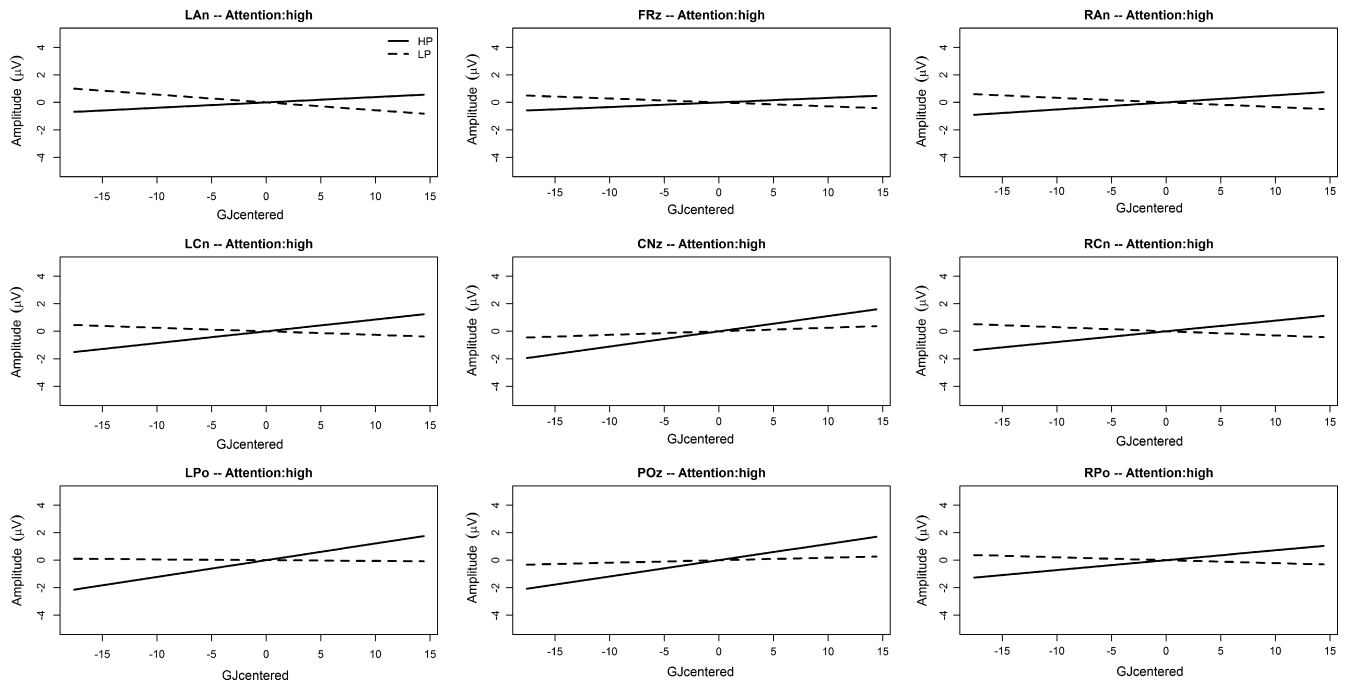 LAn -- Attention:high
Amplitude (μV)
4
2
0
-2
-4
HP
LP
-15 -10 -5 0 5 10 15
GJcentered
FRz -- Attention:high
Amplitude (μV)
4
2
0
-2
-4
-15 -10 -5 0 5 10 15
GJcentered
RAn -- Attention:high
Amplitude (μV)
4
2
0
-2
-4
-15 -10 -5 0 5 10 15
GJcentered
LCn -- Attention:high
Amplitude (μV)
4
2
0
-2
-4
-15 -10 -5 0 5 10 15
GJcentered
CNz -- Attention:high
Amplitude (μV)
4
2
0
-2
-4
-15 -10 -5 0 5 10 15
GJcentered
RCn -- Attention:high
Amplitude (μV)
4
2
0
-2
-4
-15 -10 -5 0 5 10 15
GJcentered
LPo -- Attention:high
Amplitude (μV)
4
2
0
-2
-4
-15 -10 -5 0 5 10 15
GJcentered
POz -- Attention:high
Amplitude (μV)
4
2
0
-2
-4
-15 -10 -5 0 5 10 15
GJcentered
RPo -- Attention:high
Amplitude (μV)
4
2
0
-2
-4
-15 -10 -5 0 5 10 15
GJcentered